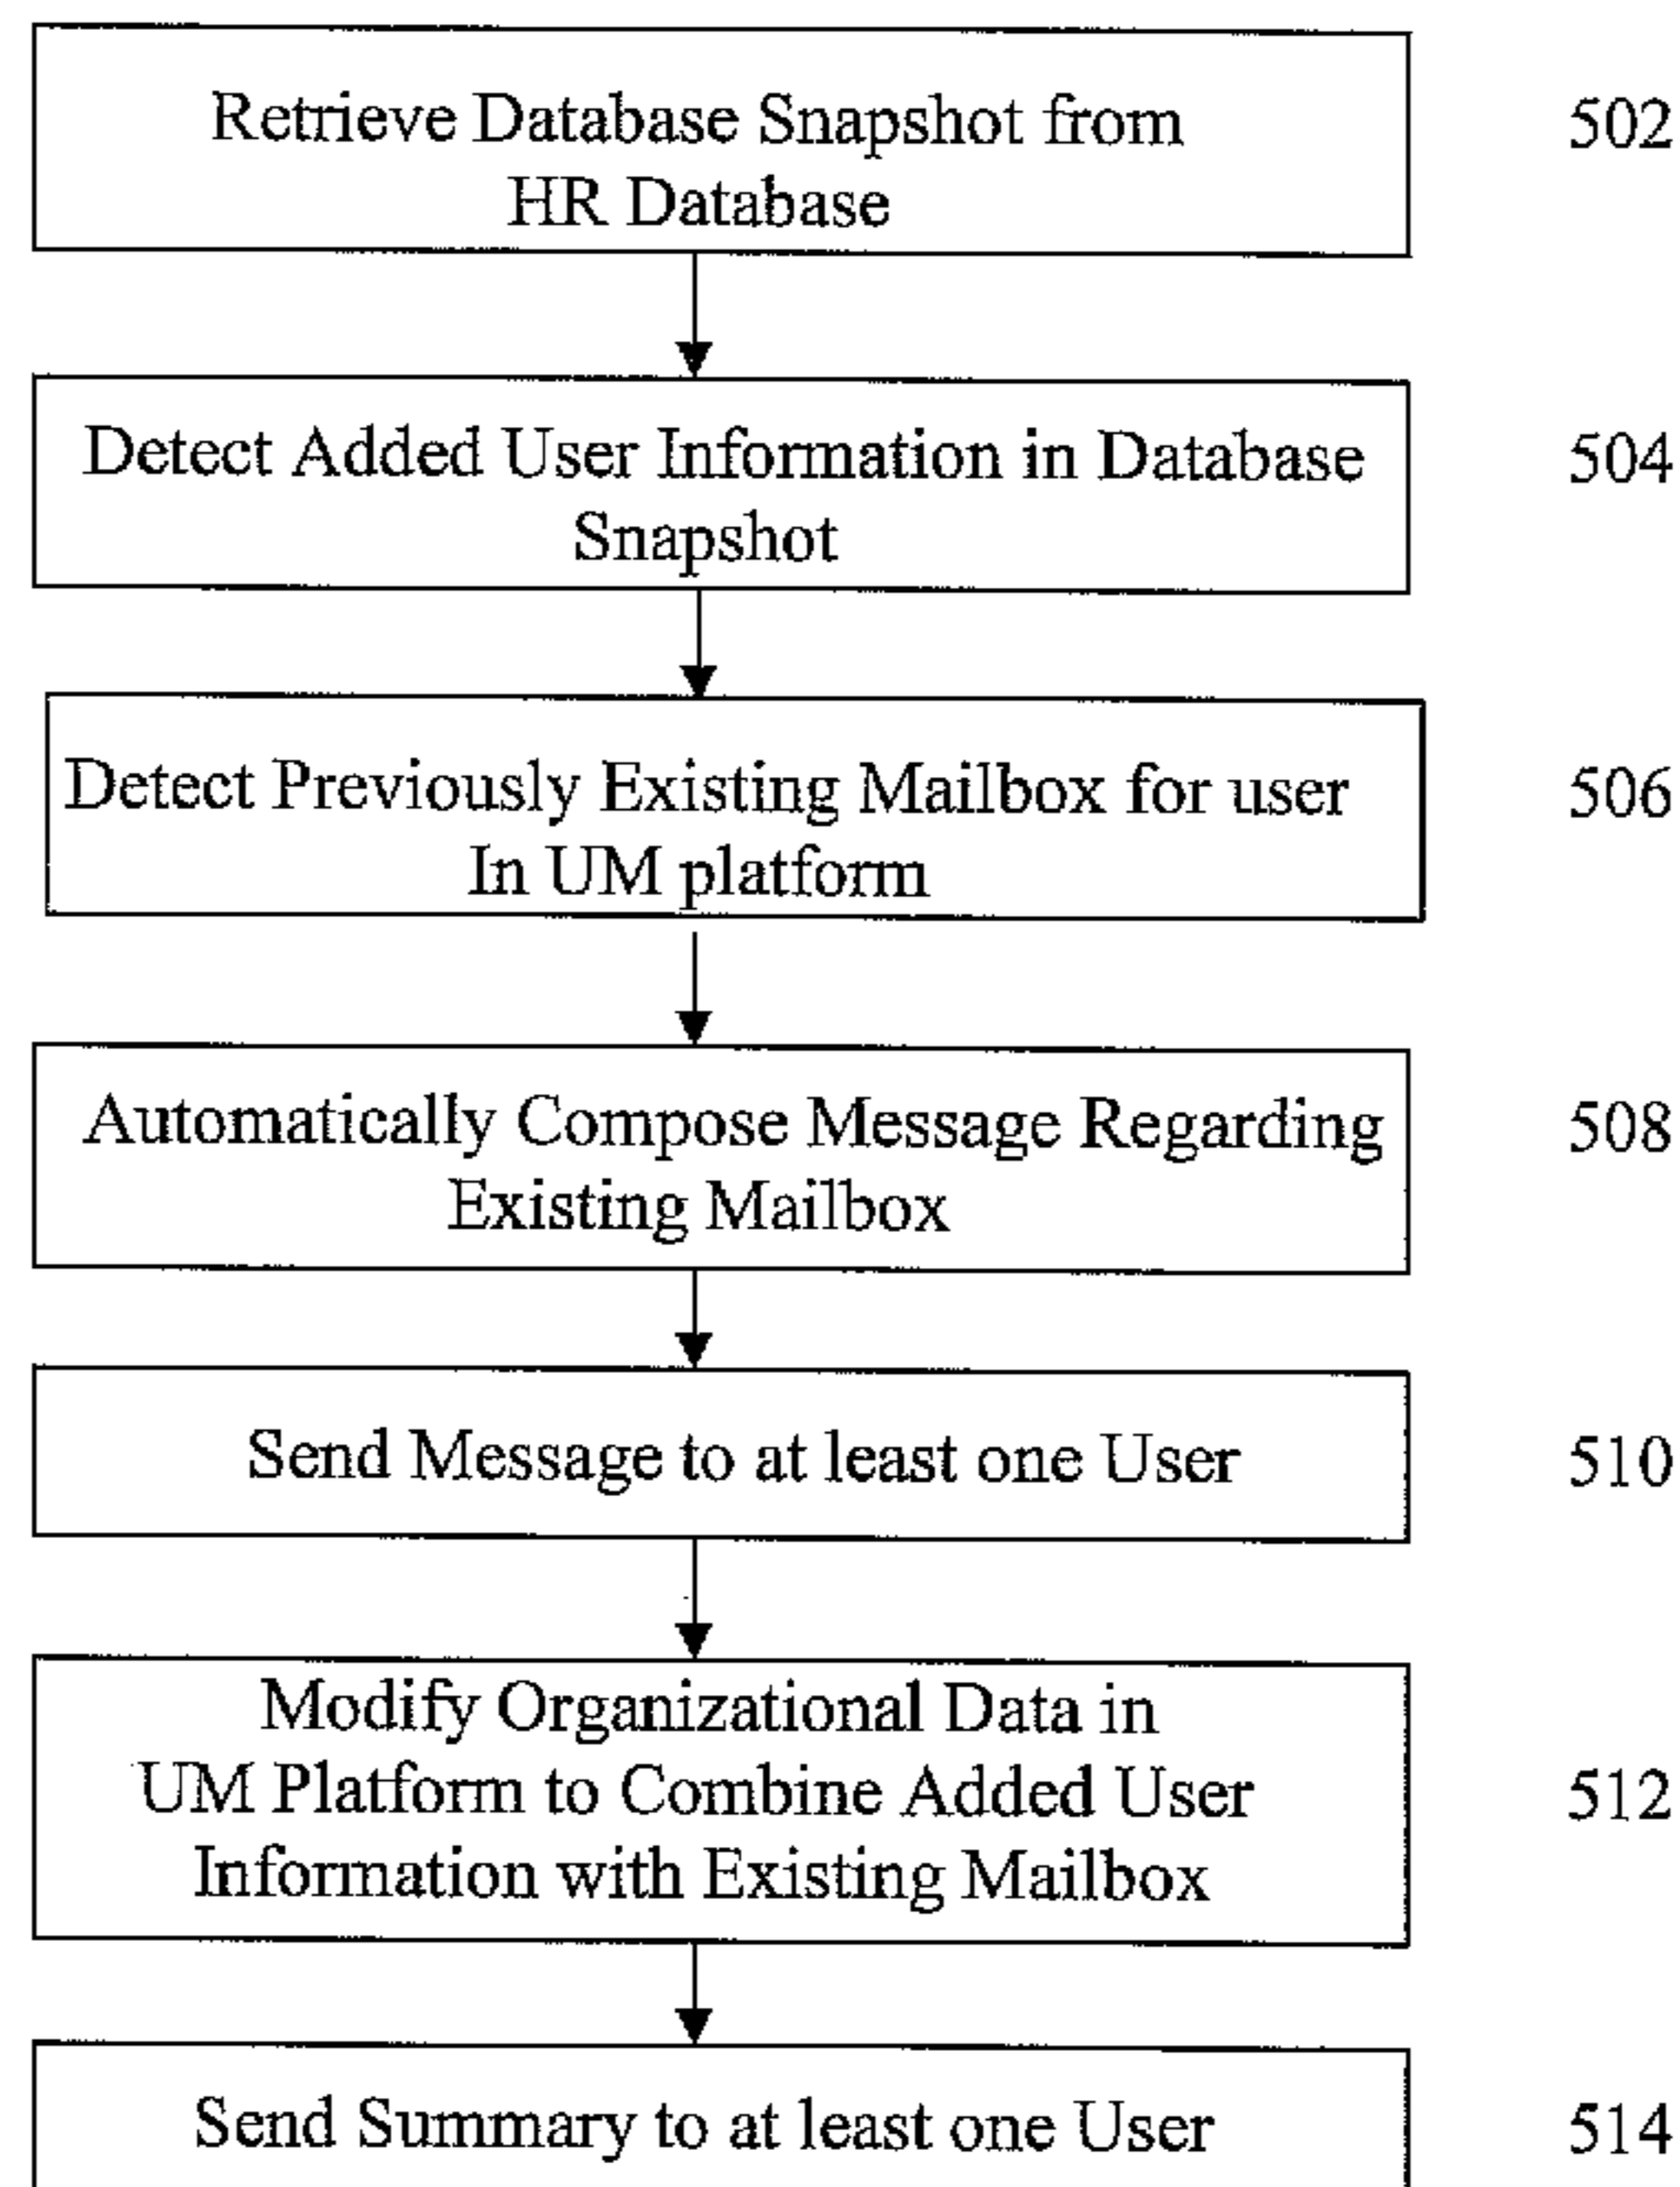 Retrieve Database Snapshot from
HR Database
502
Detect Added User Information in Database
Snapshot
504
Detect Previously Existing Mailbox for user
In UM platform
506
Automatically Compose Message Regarding
Existing Mailbox
508
Send Message to at least one User
510
Modify Organizational Data in
UM Platform to Combine Added User
Information with Existing Mailbox
512
Send Summary to at least one User
514